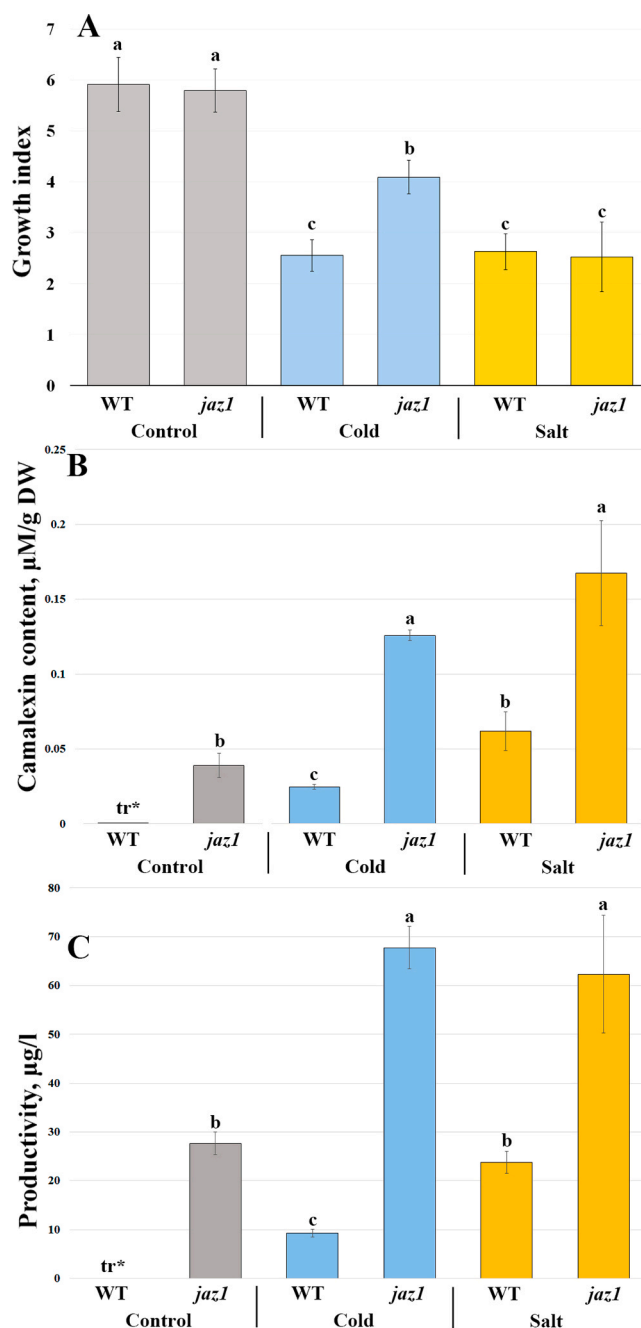 A
Growth index
7
6
5
4
3
2
1
0
a
a
c
b
c
c
WT jaz1 WT jaz1 WT jaz1
Control | Cold | Salt
B
Camalexin content, µM/g DW
0.25
0.2
0.15
0.1
0.05
0
tr*
b
c
a
b
a
WT jaz1 WT jaz1 WT jaz1
Control | Cold | Salt
C
Productivity, µg/l
80
70
60
50
40
30
20
10
0
tr*
b
c
a
b
a
WT jaz1 WT jaz1 WT jaz1
Control | Cold | Salt